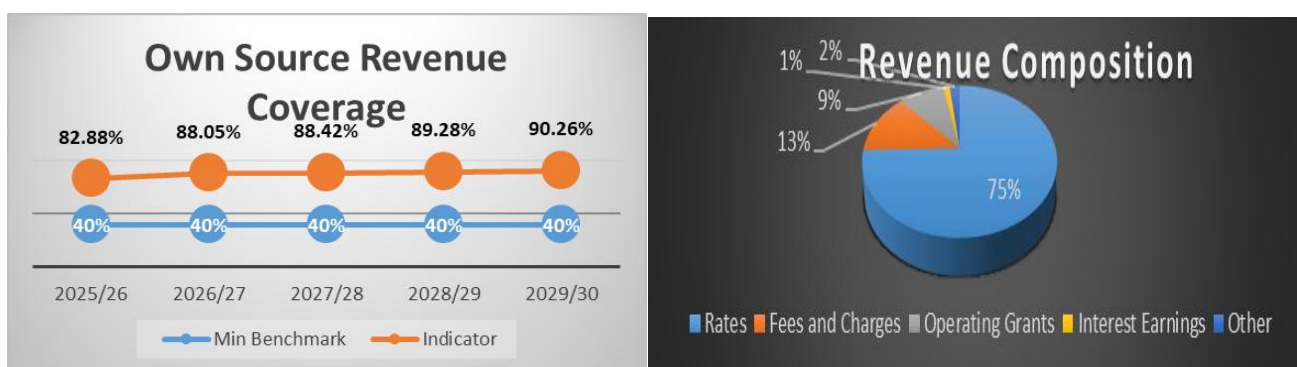 Own Source Revenue
Coverage
82.88% 88.05% 88.42% 89.28% 90.26%
40% 40% 40% 40% 40%
2025/26 2026/27 2027/28 2028/29 2029/30
Min Benchmark Indicator
Revenue Composition
1% 2%
9%
13%
75%
Rates Fees and Charges Operating Grants Interest Earnings Other